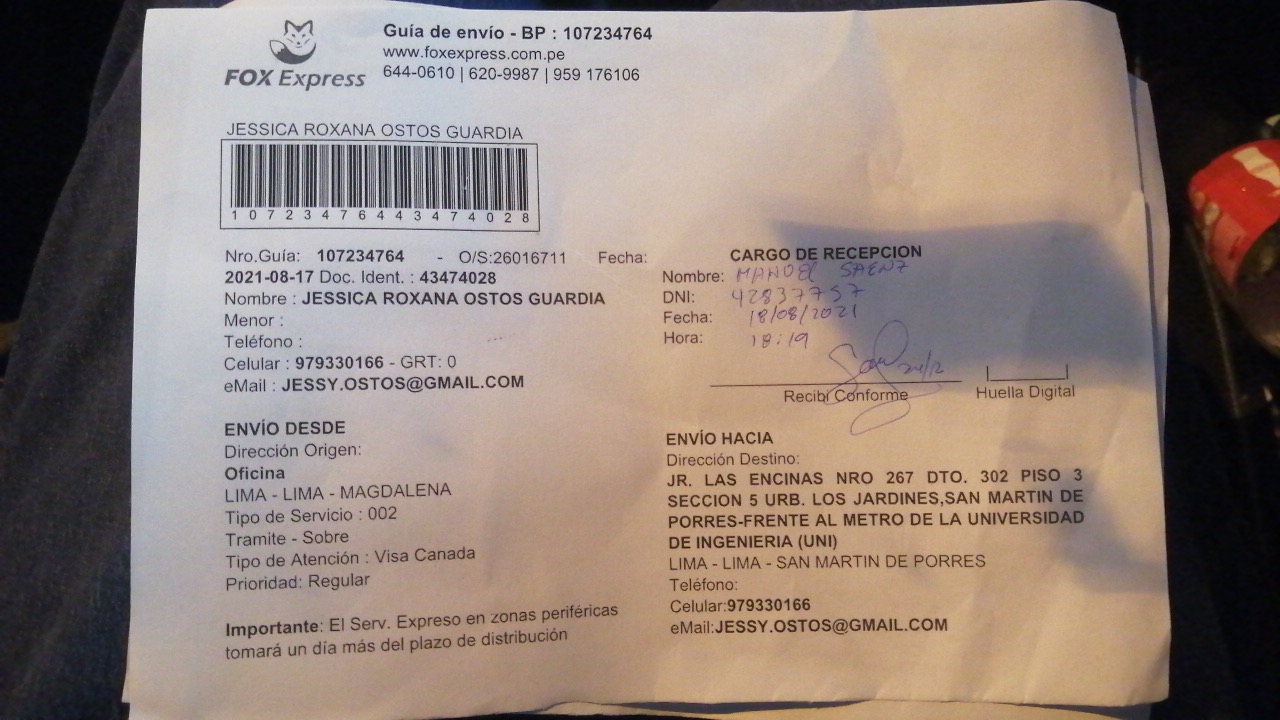 FOX Express
Guía de envío - BP : 107234764
www.foxexpress.com.pe
644-0610 | 620-9987 | 959 176106
JESSICA ROXANA OSTOS GUARDIA
10723476443474028
Nro.Guía: 107234764 - O/S:26016711 Fecha:
2021-08-17 Doc. Ident. : 43474028
Nombre : JESSICA ROXANA OSTOS GUARDIA
Menor :
Teléfono :
Celular : 979330166 - GRT: 0
eMail : JESSY.OSTOS@GMAIL.COM
CARGO DE RECEPCION
Nombre: MANUEL SAENZ
DNI: 42837757
Fecha: 18/08/2021
Hora: 18:19
Recibi Conforme
Huella Digital
ENVÍO DESDE
Dirección Origen:
Oficina
LIMA - LIMA - MAGDALENA
Tipo de Servicio : 002
Tramite - Sobre
Tipo de Atención : Visa Canada
Prioridad: Regular
Importante: El Serv. Expreso en zonas periféricas
tomará un día más del plazo de distribución
ENVÍO HACIA
Dirección Destino:
JR. LAS ENCINAS NRO 267 DTO. 302 PISO 3
SECCION 5 URB. LOS JARDINES,SAN MARTIN DE
PORRES-FRENTE AL METRO DE LA UNIVERSIDAD
DE INGENIERIA (UNI)
LIMA - LIMA - SAN MARTIN DE PORRES
Teléfono:
Celular:979330166
eMail:JESSY.OSTOS@GMAIL.COM